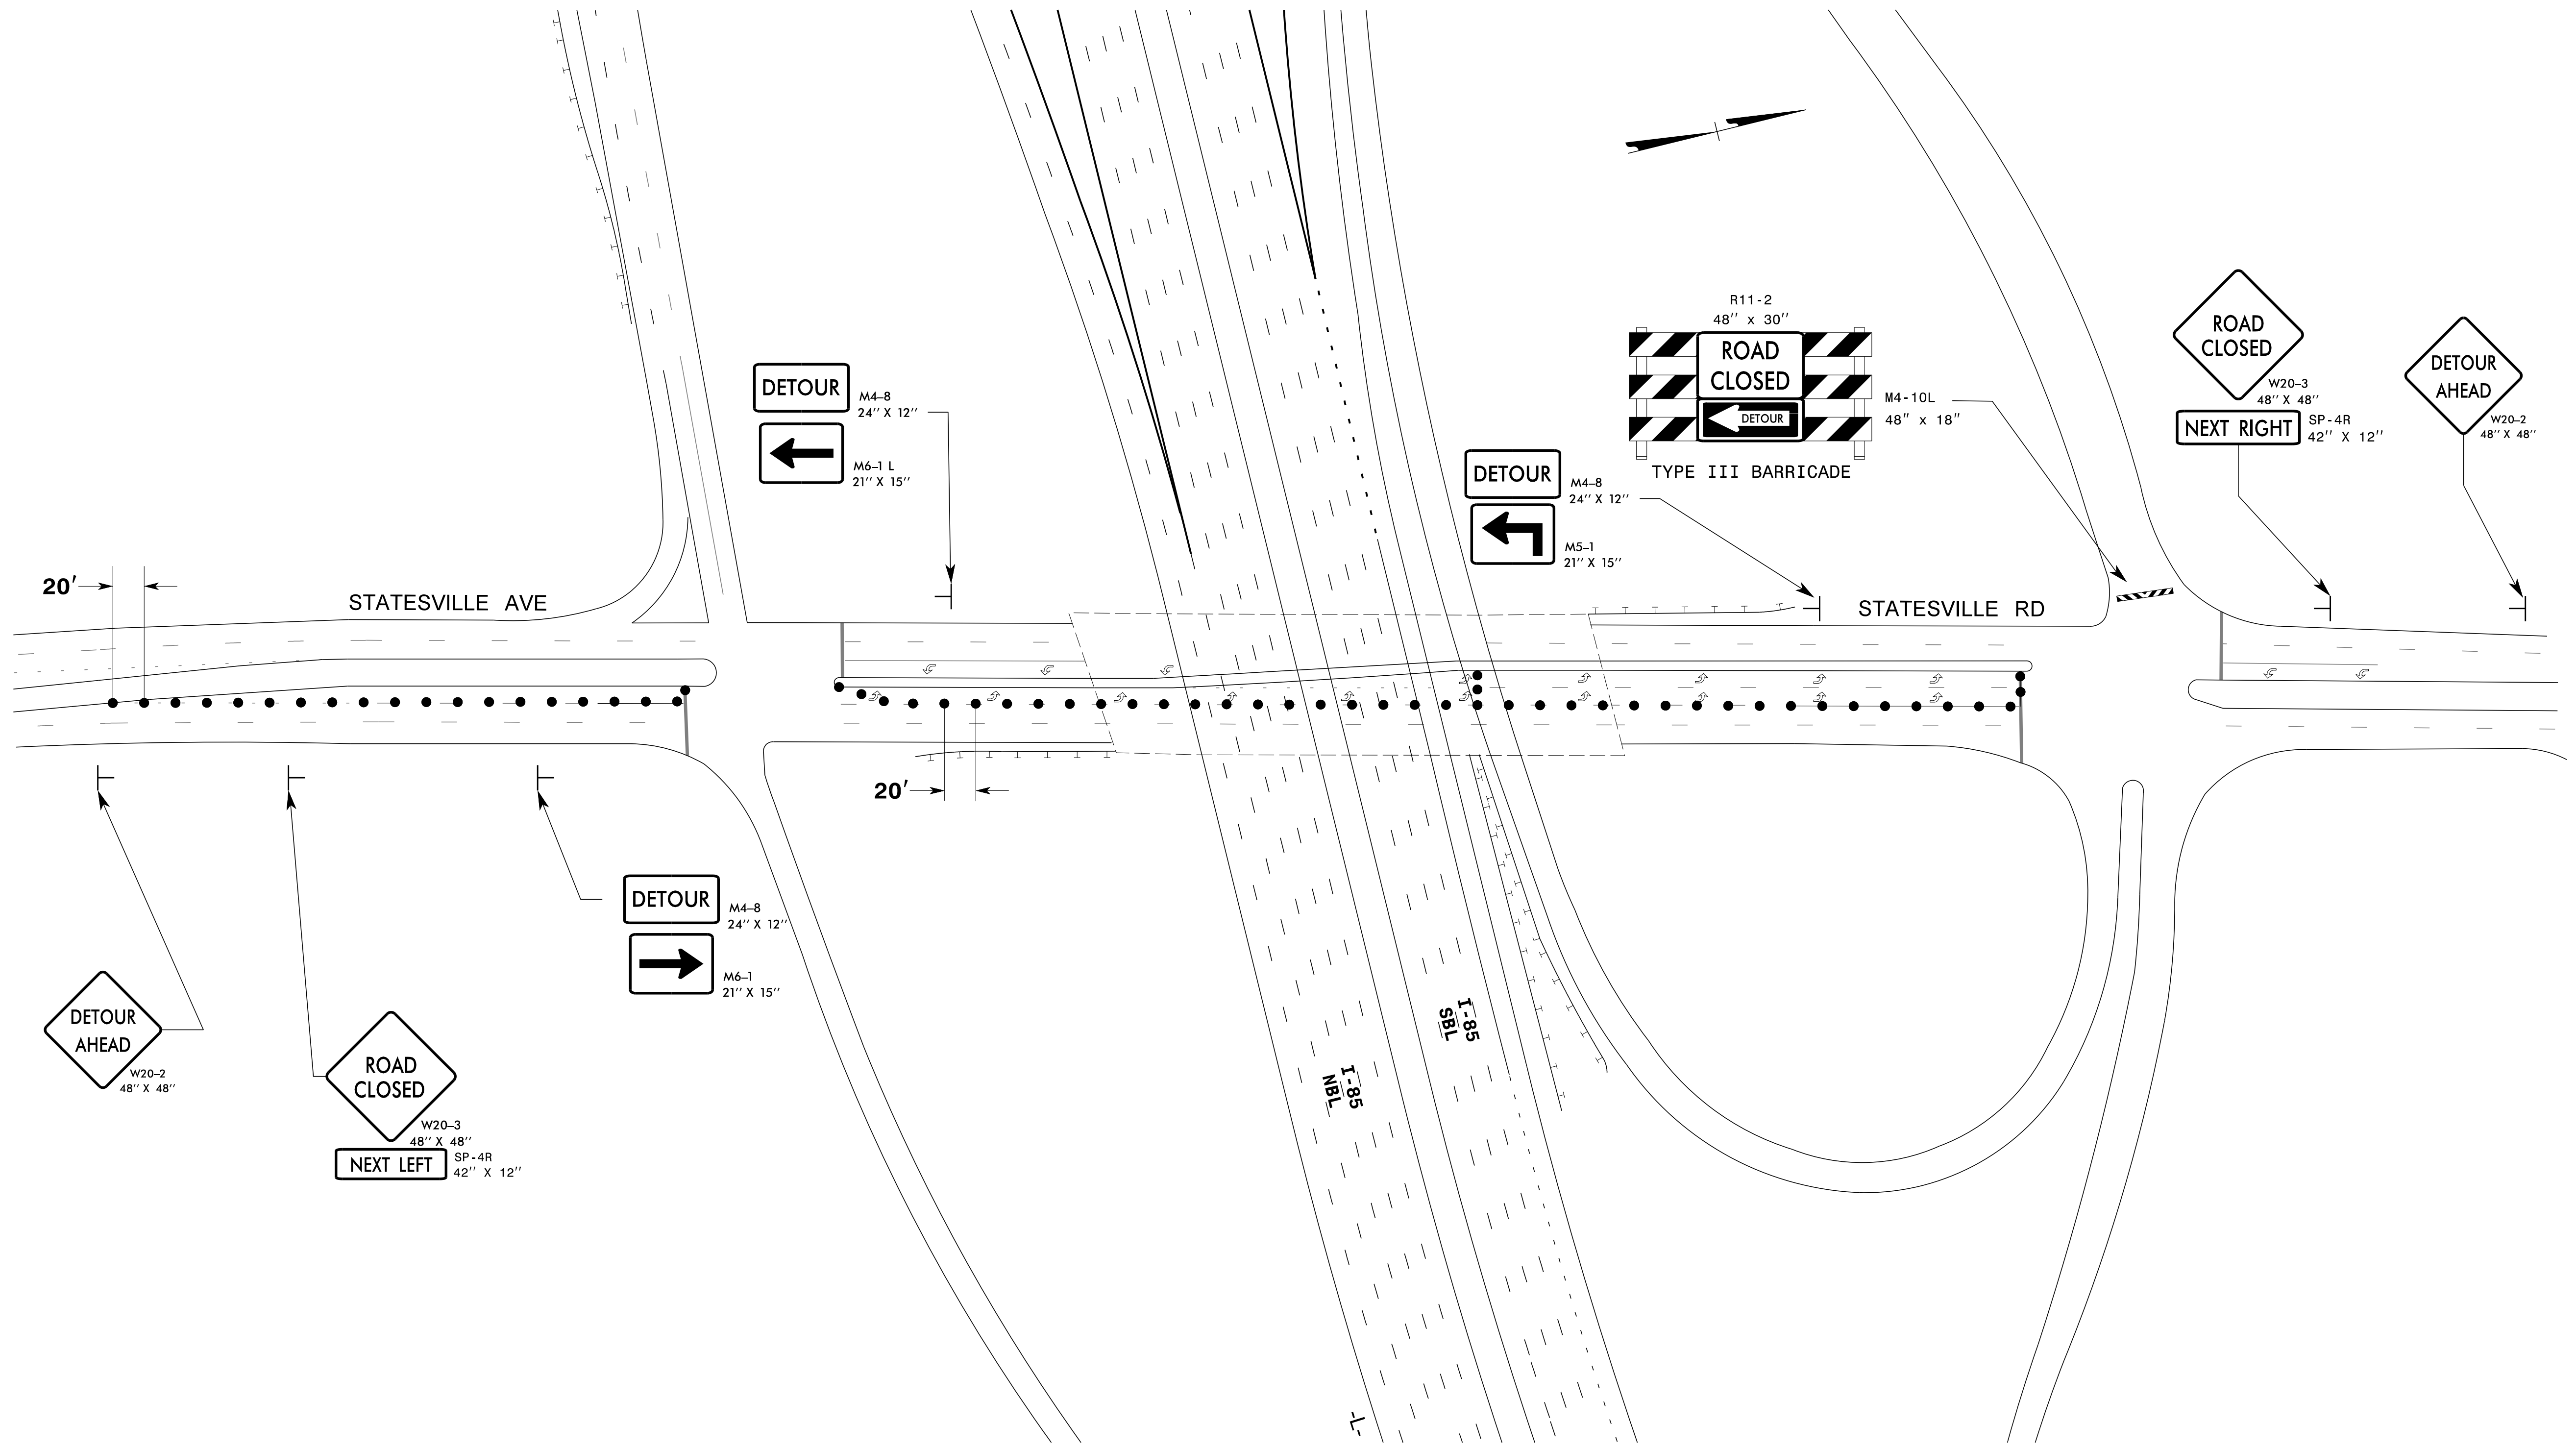 R11-2
48" x 30"
ROAD
CLOSED
DETOUR
TYPE III BARRICADE
M4-10L
48" x 18"
ROAD
CLOSED
W20-3
48" X 48"
NEXT RIGHT
SP-4R
42" X 12"
DETOUR
AHEAD
W20-2
48" X 48"
DETOUR
M4-8
24" X 12"
M6-1 L
21" X 15"
DETOUR
M4-8
24" X 12"
M5-1
21" X 15"
20'
STATESVILLE AVE
STATESVILLE RD
20'
DETOUR
M4-8
24" X 12"
M6-1
21" X 15"
DETOUR
AHEAD
W20-2
48" X 48"
ROAD
CLOSED
W20-3
48" X 48"
NEXT LEFT
SP-4R
42" X 12"
I-85
SBL
I-85
NBL
-L-